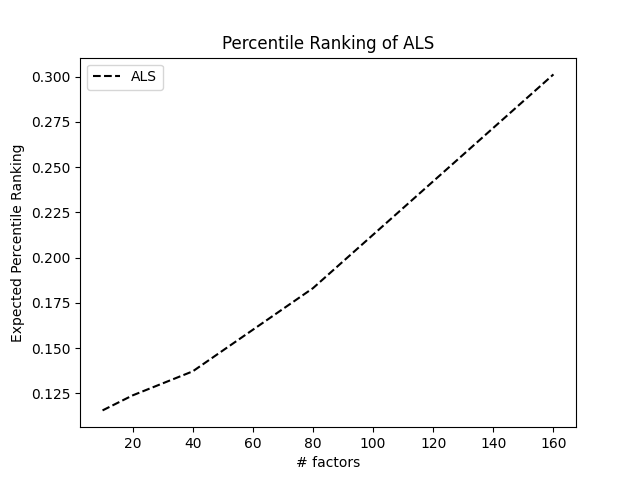 Percentile Ranking of ALS
ALS
Expected Percentile Ranking
0.300
0.275
0.250
0.225
0.200
0.175
0.150
0.125
20 40 60 80 100 120 140 160
# factors